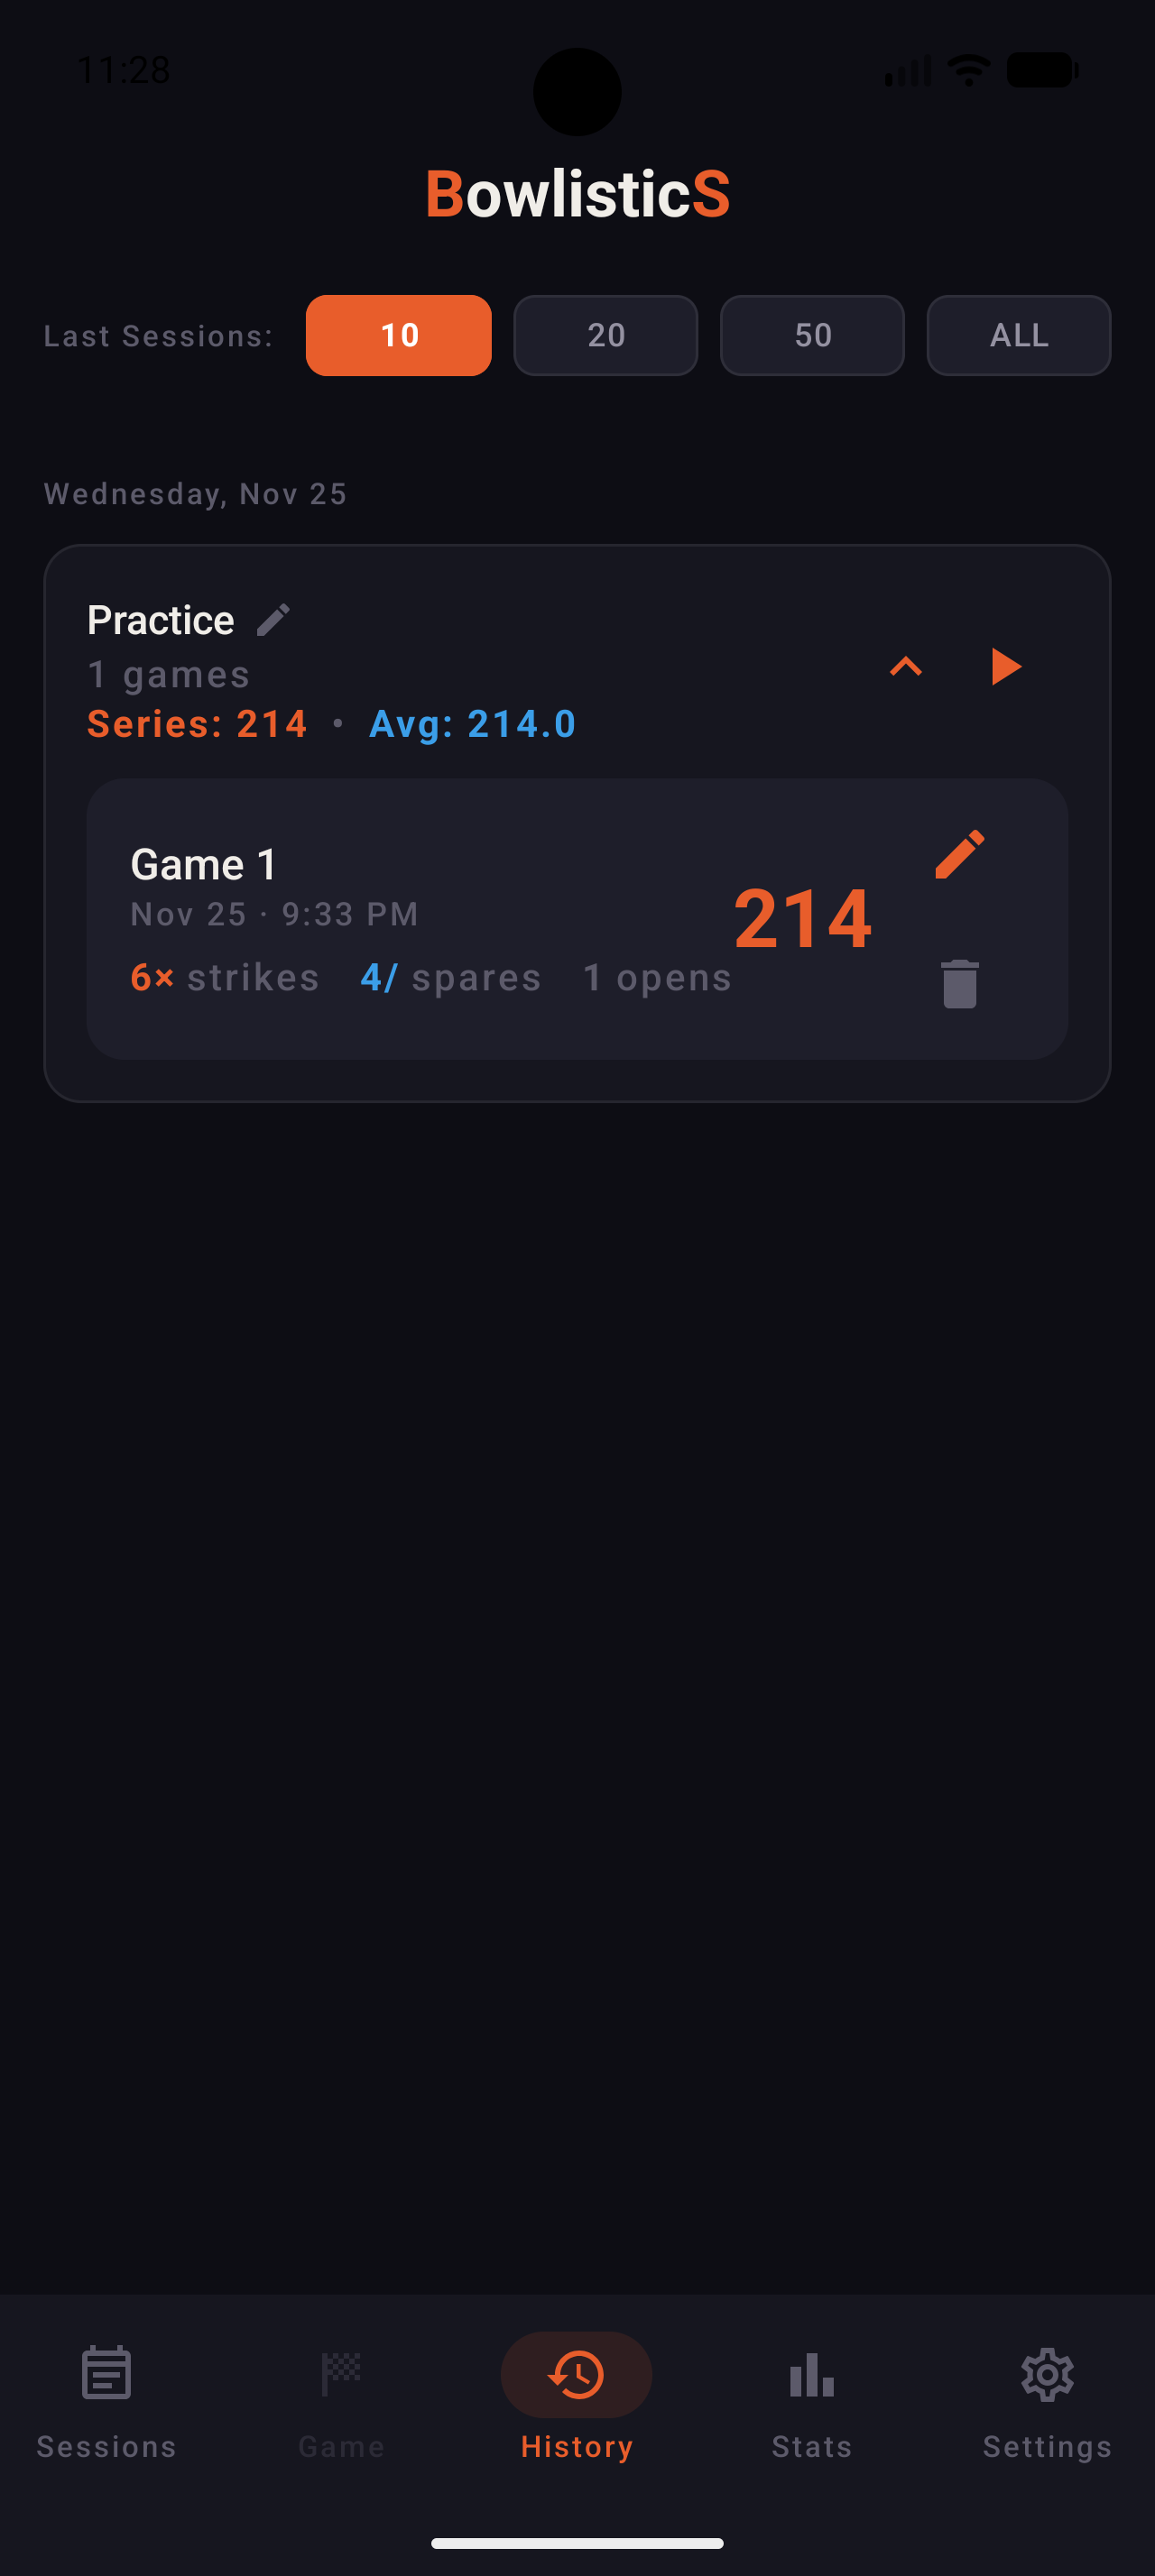 11:28
BowlisticS
Last Sessions: 10 20 50 ALL
Wednesday, Nov 25
Practice
1 games
Series: 214 • Avg: 214.0
Game 1
Nov 25 · 9:33 PM
214
6× strikes 4/ spares 1 opens
Sessions Game History Stats Settings